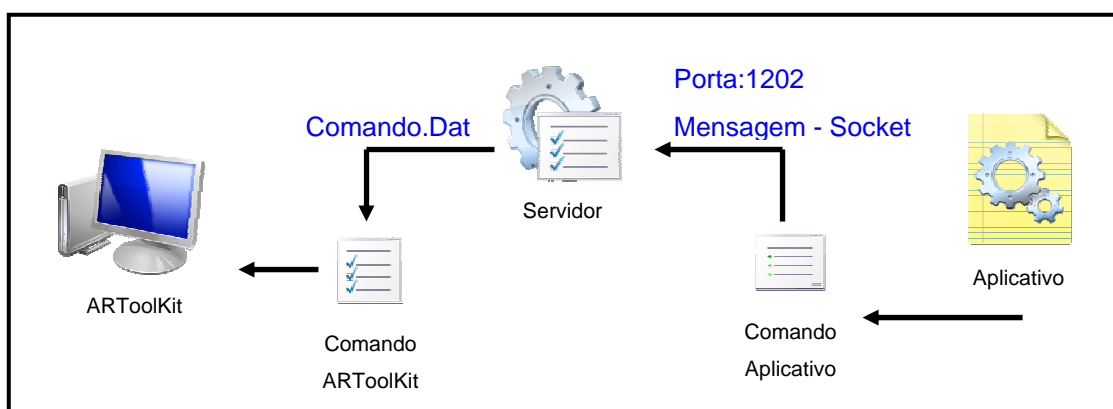 Porta:1202
Comando.Dat
Mensagem - Socket
Servidor
Aplicativo
ARToolKit
Comando
ARToolKit
Comando
Aplicativo